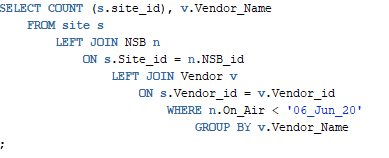 SELECT COUNT (s.site_id), v.Vendor_Name
FROM site s
LEFT JOIN NSB n
ON s.Site_id = n.NSB_id
LEFT JOIN Vendor v
ON s.Vendor_id = v.Vendor_id
WHERE n.On_Air < '06_Jun_20'
GROUP BY v.Vendor_Name
;